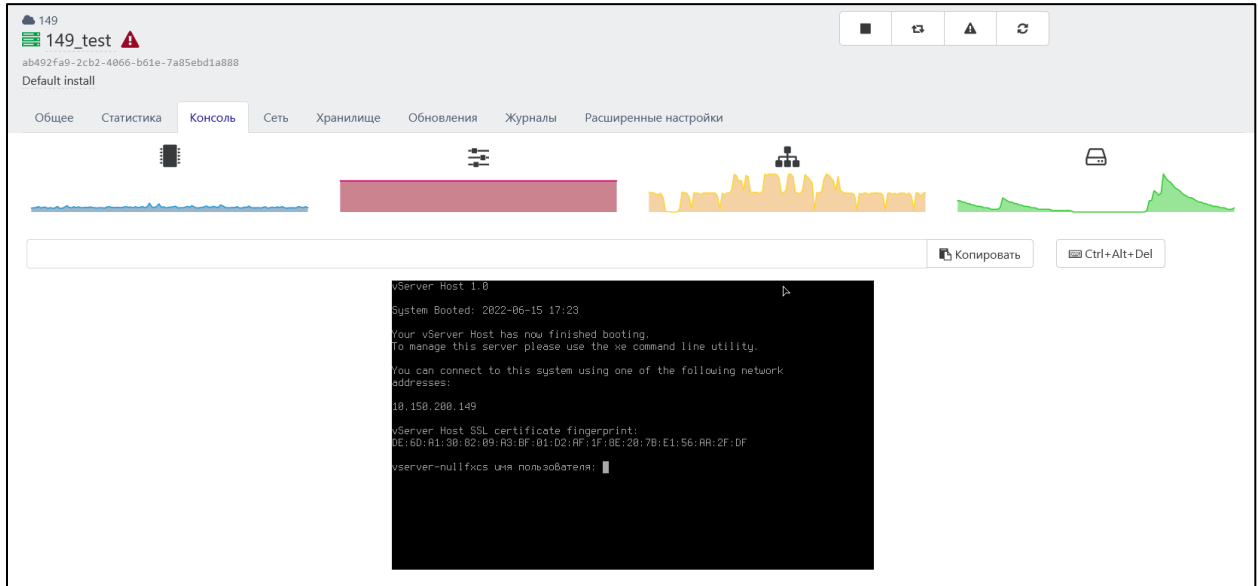 149
149_test
ab492fa9-2cb2-4066-b61e-7a85ebd1a888
Default install
Общее Статистика Консоль Сеть Хранилище Обновления Журналы Расширенные настройки
Копировать Ctrl+Alt+Del
vServer Host 1.0
System Booted: 2022-06-15 17:23
Your vServer Host has now finished booting.
To manage this server please use the xe command line utility.
You can connect to this system using one of the following network
addresses:
10.150.200.149
vServer Host SSL certificate fingerprint:
DE:6D:A1:30:82:09:A3:BF:01:D2:AF:1F:8E:20:7B:E1:56:AA:2F:DF
vserver-nullfxcs имя пользователя: